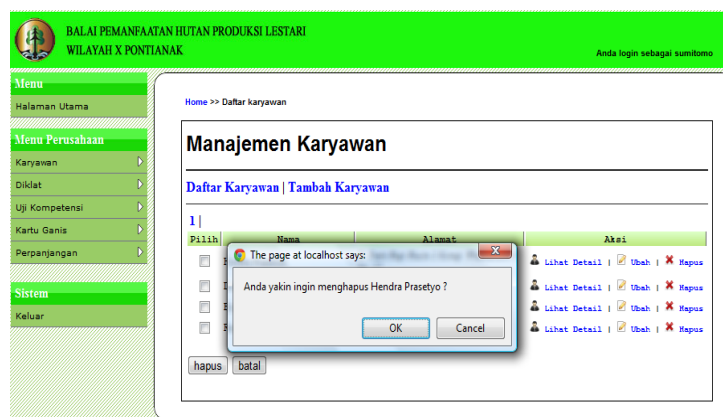 BALAI PEMANFAATAN HUTAN PRODUKSI LESTARI
WILAYAH X PONTIANAK
Anda login sebagai sumitomo
Menu
Halaman Utama
Menu Perusahaan
Karyawan
Diklat
Uji Kompetensi
Kartu Ganis
Perpanjangan
Sistem
Keluar
Home >> Daftar karyawan
Manajemen Karyawan
Daftar Karyawan | Tambah Karyawan
1 |
Pilih Nama Alamat Aksi
Lihat Detail | Ubah | Hapus
Lihat Detail | Ubah | Hapus
Lihat Detail | Ubah | Hapus
Lihat Detail | Ubah | Hapus
The page at localhost says:
Anda yakin ingin menghapus Hendra Prasetyo ?
OK Cancel
hapus batal